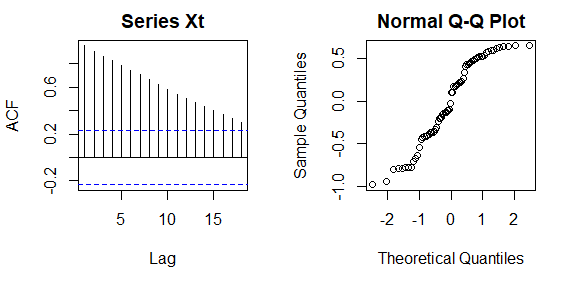 Series Xt
ACF
0.6
0.2
-0.2
5 10 15
Lag
Normal Q-Q Plot
Sample Quantiles
0.5
0.0
-0.5
-1.0
-2 -1 0 1 2
Theoretical Quantiles